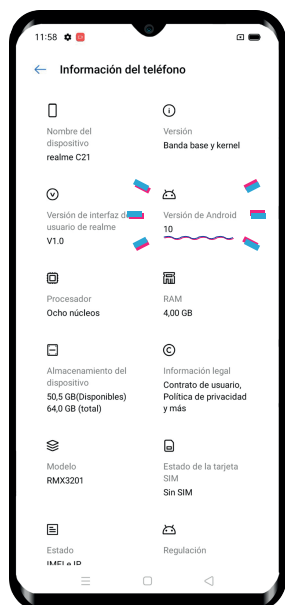 11:58
Información del teléfono
Nombre del
dispositivo
realme C21
Versión
Banda base y kernel
Versión de interfaz de
usuario de realme
V1.0
Versión de Android
10
Procesador
Ocho núcleos
RAM
4,00 GB
Almacenamiento del
dispositivo
50,5 GB(Disponibles)
64,0 GB (total)
Información legal
Contrato de usuario,
Política de privacidad
y más
Modelo
RMX3201
Estado de la tarjeta
SIM
Sin SIM
Estado
IMEI e IP
Regulación